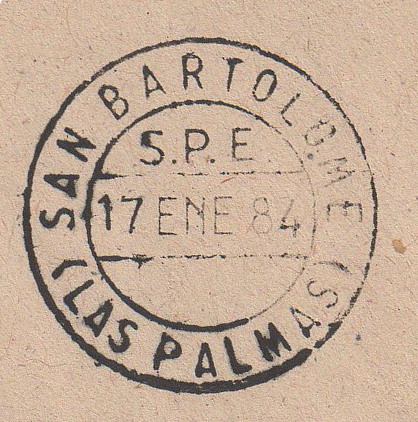 SAN BARTOLOME
S.P.E.
17 ENE 84
(LAS PALMAS)